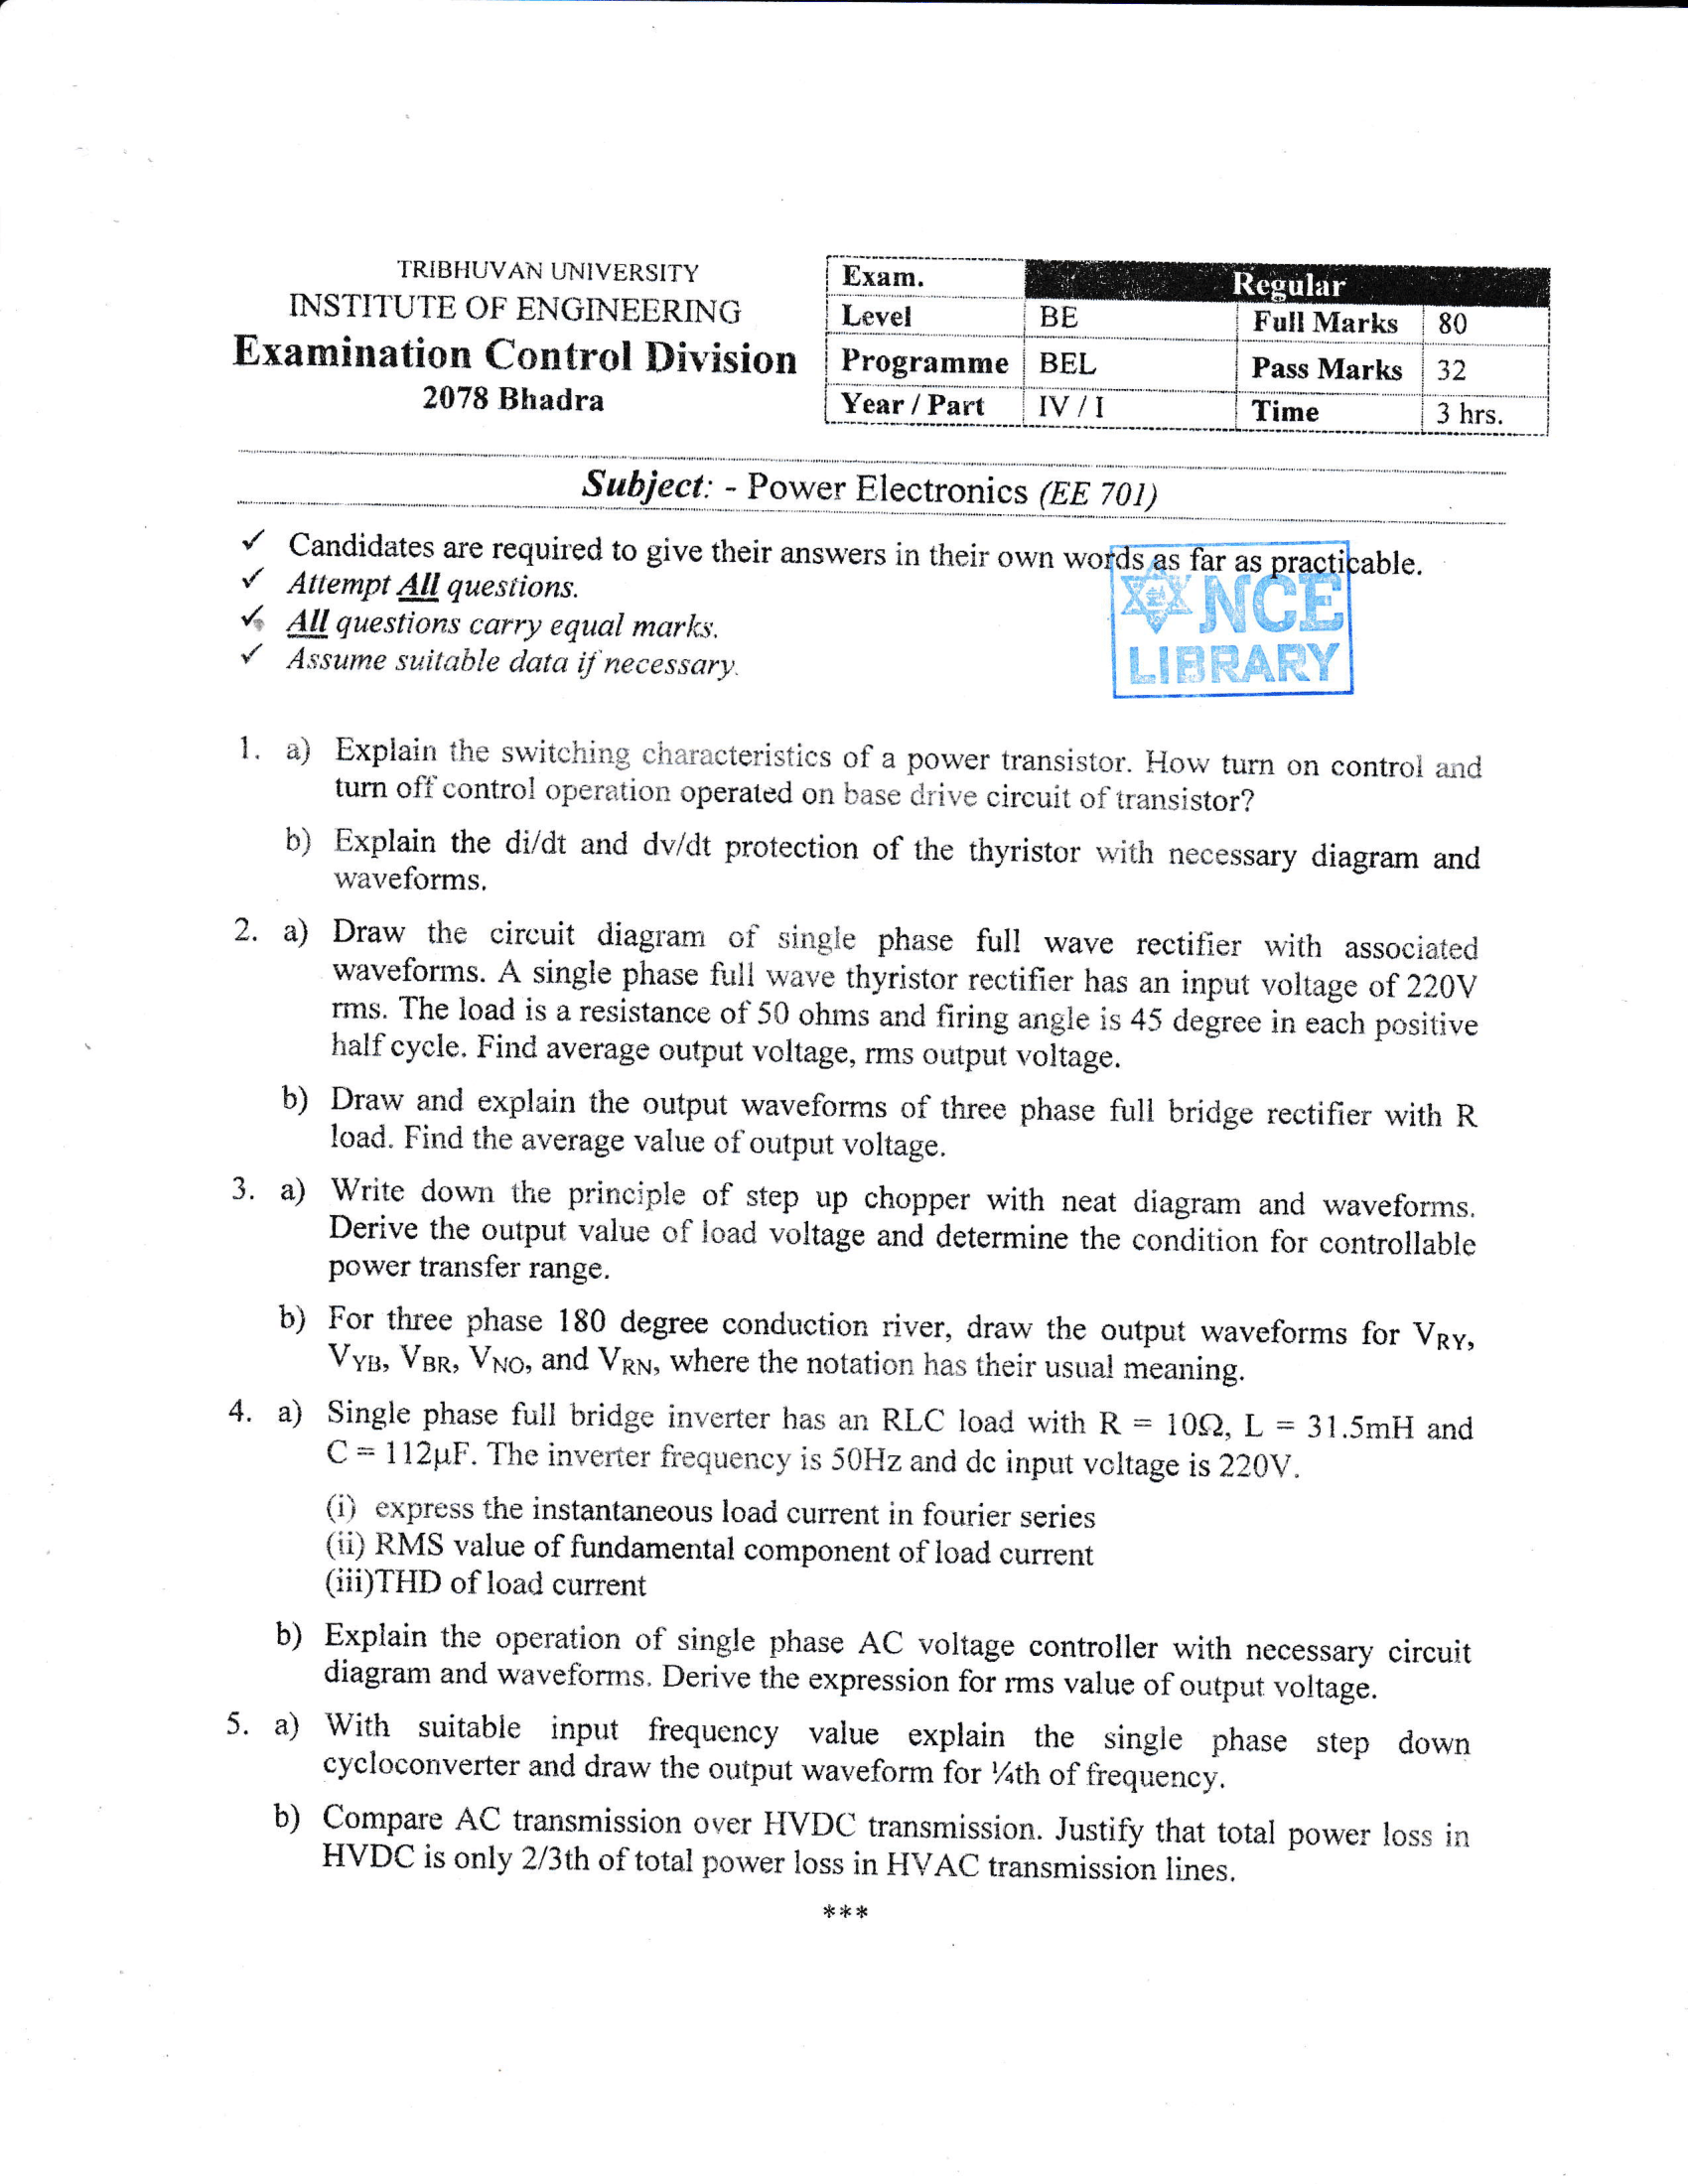 TRIBHUVAN UNIVERSITY
INSTITUTE OF ENGINEERING
Examination Control Division
2078 Bhadra
Exam. Regular
Level BE Full Marks 80
Programme BEL Pass Marks 32
Year / Part IV / I Time 3 hrs.
Subject: - Power Electronics (EE 701)
✓ Candidates are required to give their answers in their own words as far as practicable.
✓ Attempt All questions.
✓ All questions carry equal marks.
✓ Assume suitable data if necessary.
NCE
LIBRARY
1. a) Explain the switching characteristics of a power transistor. How turn on control and
turn off control operation operated on base drive circuit of transistor?
b) Explain the di/dt and dv/dt protection of the thyristor with necessary diagram and
waveforms.
2. a) Draw the circuit diagram of single phase full wave rectifier with associated
waveforms. A single phase full wave thyristor rectifier has an input voltage of 220V
rms. The load is a resistance of 50 ohms and firing angle is 45 degree in each positive
half cycle. Find average output voltage, rms output voltage.
b) Draw and explain the output waveforms of three phase full bridge rectifier with R
load. Find the average value of output voltage.
3. a) Write down the principle of step up chopper with neat diagram and waveforms.
Derive the output value of load voltage and determine the condition for controllable
power transfer range.
b) For three phase 180 degree conduction river, draw the output waveforms for VRY,
VYB, VBR, VNO, and VRN, where the notation has their usual meaning.
4. a) Single phase full bridge inverter has an RLC load with R = 10Ω, L = 31.5mH and
C = 112μF. The inverter frequency is 50Hz and dc input voltage is 220V.
(i) express the instantaneous load current in fourier series
(ii) RMS value of fundamental component of load current
(iii)THD of load current
b) Explain the operation of single phase AC voltage controller with necessary circuit
diagram and waveforms. Derive the expression for rms value of output voltage.
5. a) With suitable input frequency value explain the single phase step down
cycloconverter and draw the output waveform for ¼th of frequency.
b) Compare AC transmission over HVDC transmission. Justify that total power loss in
HVDC is only 2/3th of total power loss in HVAC transmission lines.
***